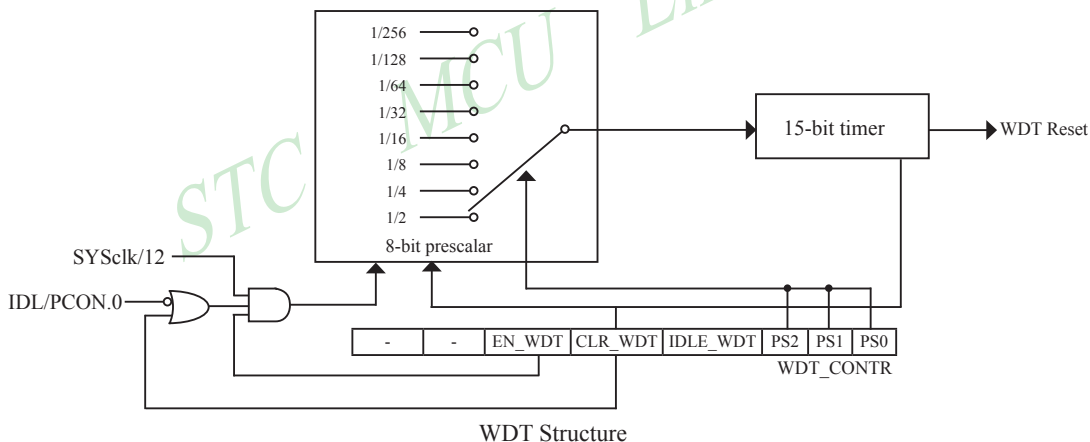 STC MCU
1/256
1/128
1/64
1/32
1/16
1/8
1/4
1/2
8-bit prescalar
15-bit timer
WDT Reset
SYSclk/12
IDL/PCON.0
- - EN_WDT CLR_WDT IDLE_WDT PS2 PS1 PS0
WDT_CONTR
WDT Structure